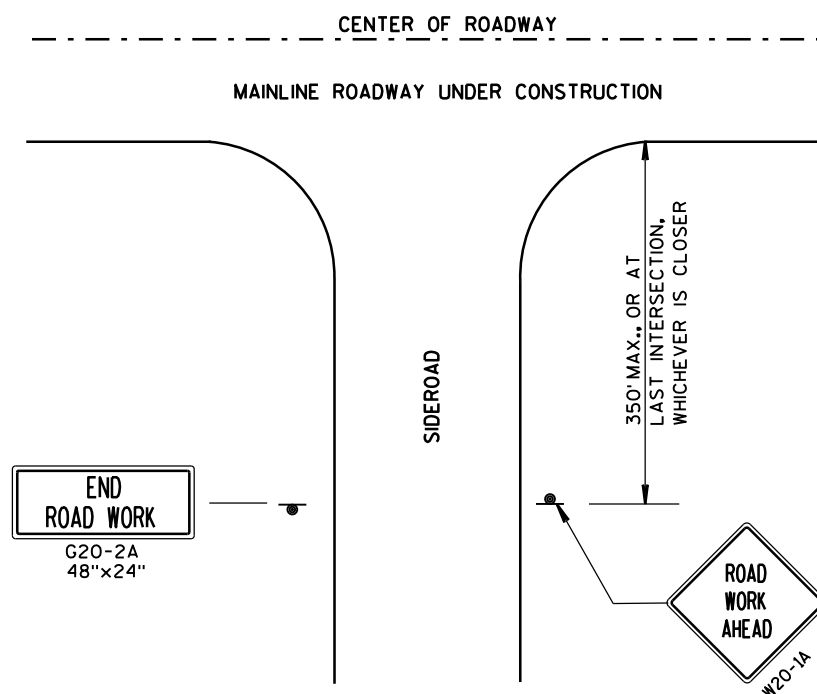 CENTER OF ROADWAY
MAINLINE ROADWAY UNDER CONSTRUCTION
350' MAX., OR AT
LAST INTERSECTION,
WHICHEVER IS CLOSER
SIDEROAD
END
ROAD WORK
G20-2A
48"x24"
ROAD
WORK
AHEAD
W20-1A